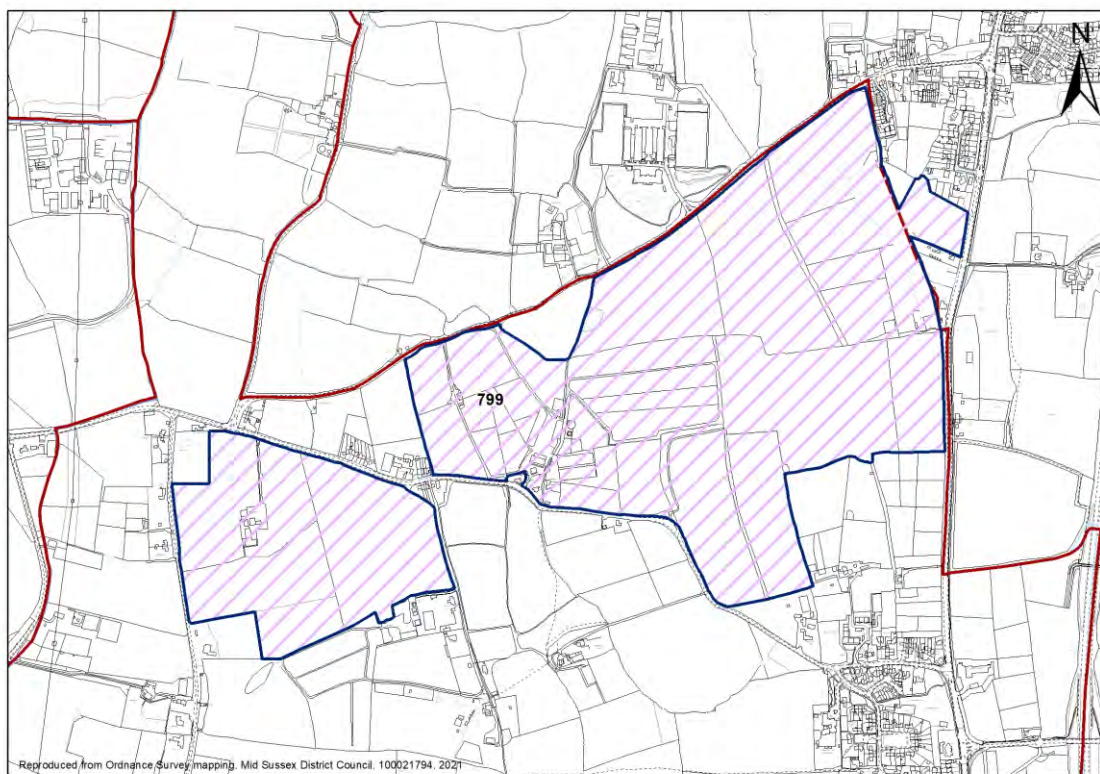 N
799
Reproduced from Ordnance Survey mapping. Mid Sussex District Council. 100021794. 2021